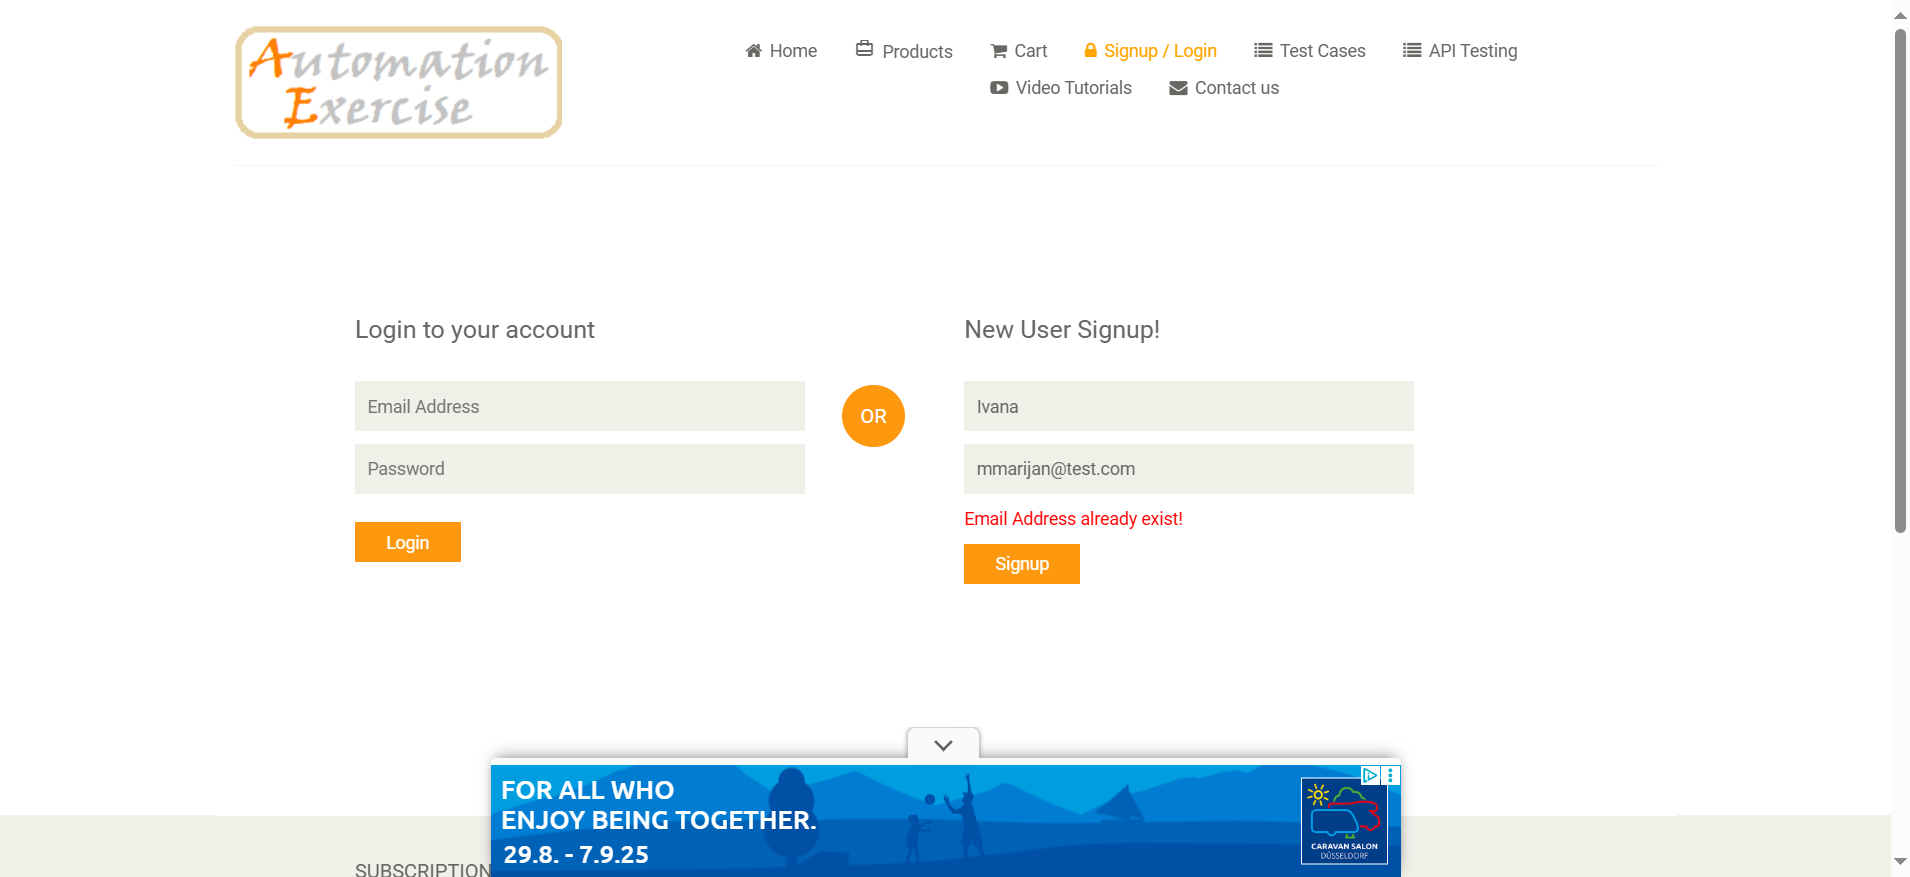 Automation
Exercise
Home
Products
Cart
Signup / Login
Test Cases
API Testing
Video Tutorials
Contact us
Login to your account
Email Address
Password
Login
OR
New User Signup!
Ivana
mmarijan@test.com
Email Address already exist!
Signup
FOR ALL WHO
ENJOY BEING TOGETHER.
29.8. - 7.9.25
CARAVAN SALON
DÜSSELDORF
SUBSCRIPTION